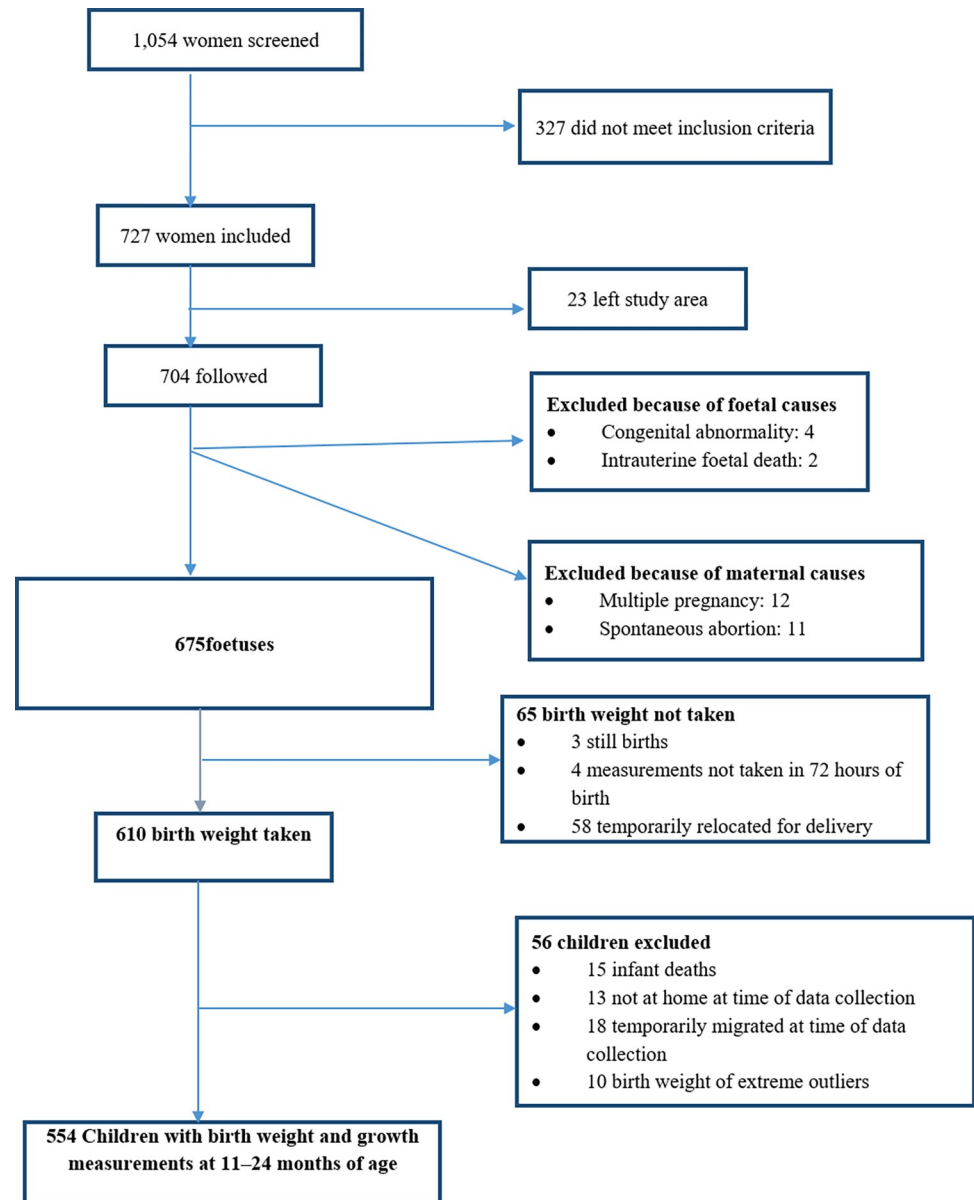 1,054 women screened
327 did not meet inclusion criteria
727 women included
23 left study area
704 followed
Excluded because of foetal causes
• Congenital abnormality: 4
• Intrauterine foetal death: 2
Excluded because of maternal causes
• Multiple pregnancy: 12
• Spontaneous abortion: 11
675foetuses
65 birth weight not taken
• 3 still births
• 4 measurements not taken in 72 hours of
birth
• 58 temporarily relocated for delivery
610 birth weight taken
56 children excluded
• 15 infant deaths
• 13 not at home at time of data collection
• 18 temporarily migrated at time of data
collection
• 10 birth weight of extreme outliers
554 Children with birth weight and growth
measurements at 11–24 months of age